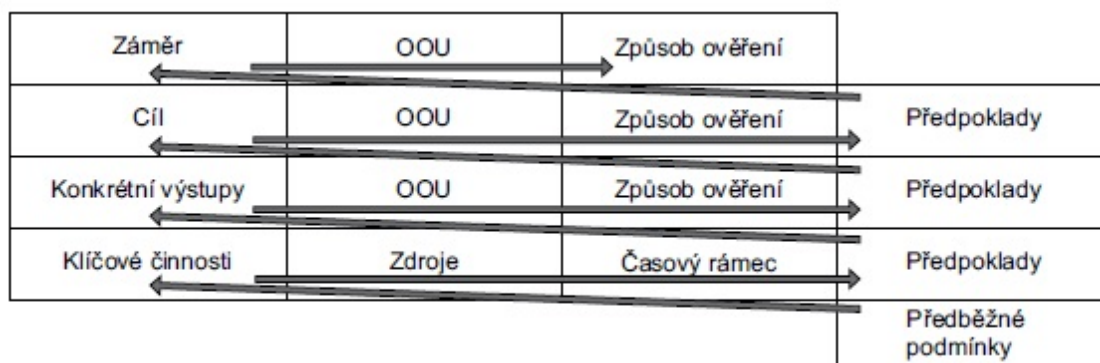 Záměr OOU Způsob ověření
Cíl OOU Způsob ověření Předpoklady
Konkrétní výstupy OOU Způsob ověření Předpoklady
Klíčové činnosti Zdroje Časový rámec Předpoklady
Předběžné
podmínky